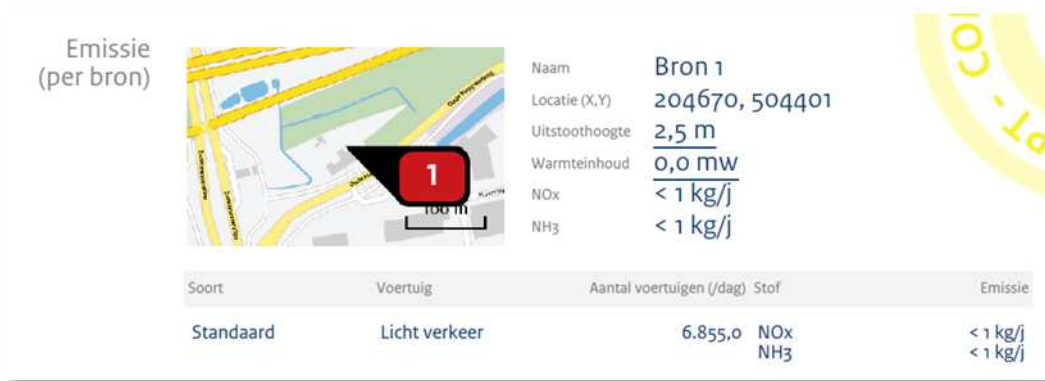 Emissie
(per bron)
1
100 m
Naam Bron 1
Locatie (X,Y) 204670, 504401
Uitstoothoogte 2,5 m
Warmteinhoud 0,0 mw
NOx < 1 kg/j
NH3 < 1 kg/j
Soort Voertuig Aantal voertuigen (/dag) Stof Emissie
Standaard Licht verkeer 6.855,0 NOx < 1 kg/j
NH3 < 1 kg/j